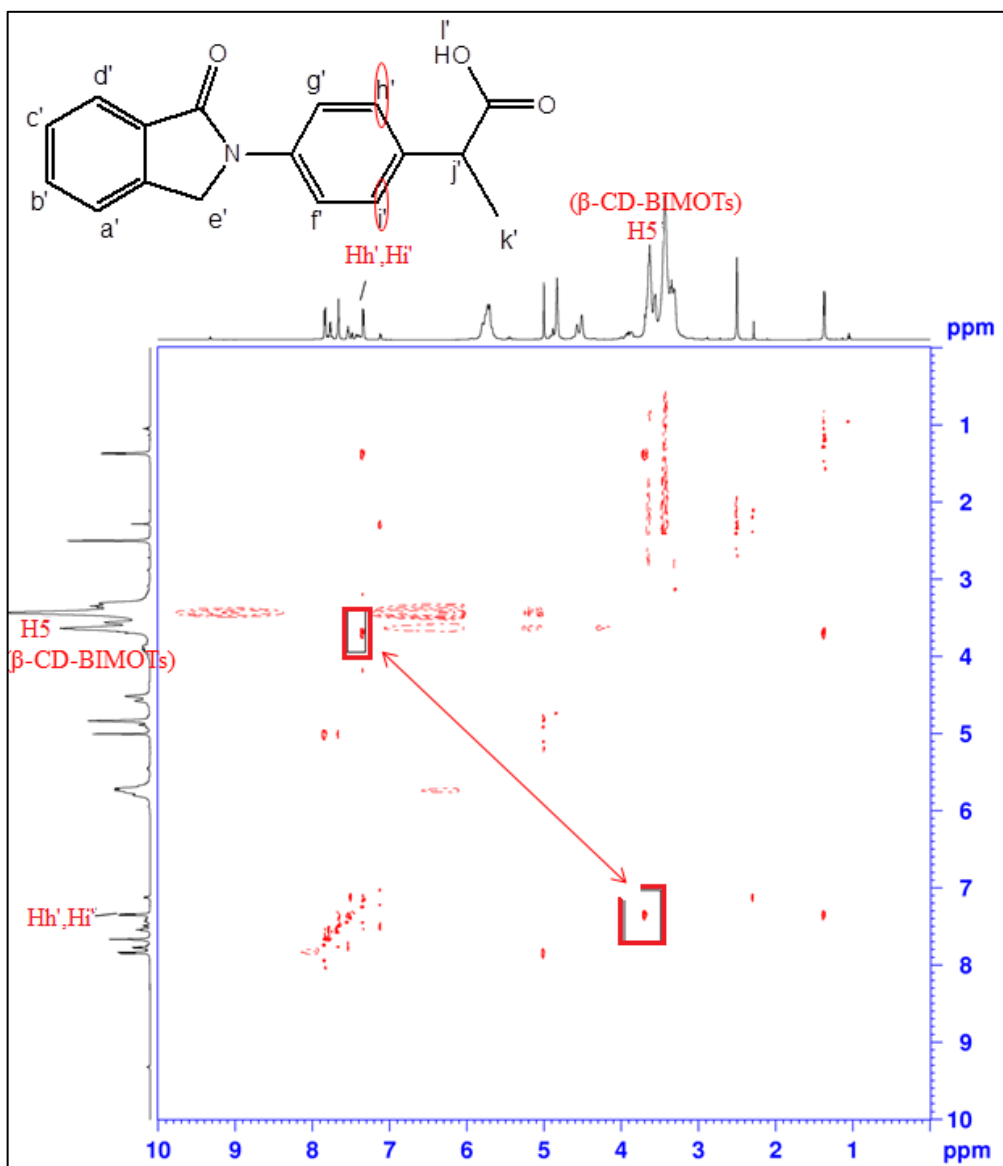 O
l'
HO
d'
g'
h'
O
c'
N
j'
b'
e'
a'
f'
i'
k'
(β-CD-BIMOTs)
H5
Hh',Hi'
ppm
1
2
3
H5
(β-CD-BIMOTs)
4
5
6
7
Hh',Hi'
8
9
10
10 9 8 7 6 5 4 3 2 1 ppm